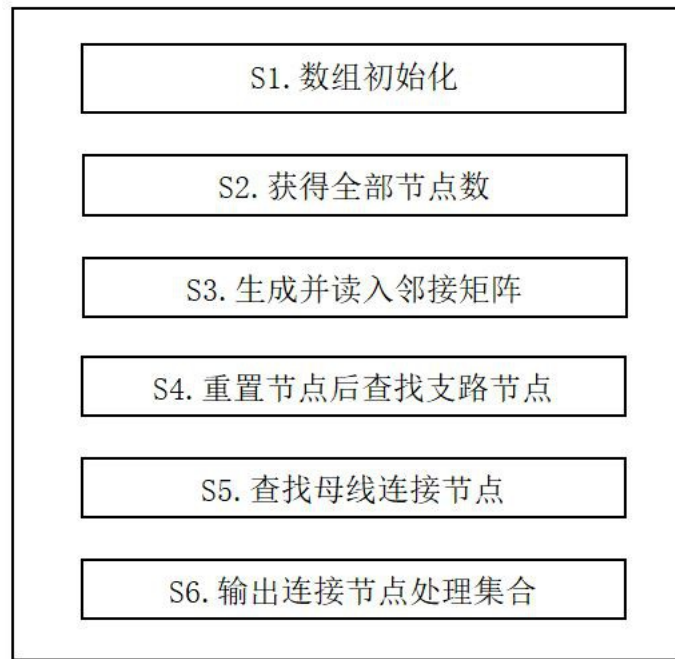 S1.数组初始化
S2.获得全部节点数
S3.生成并读入邻接矩阵
S4.重置节点后查找支路节点
S5.查找母线连接节点
S6.输出连接节点处理集合